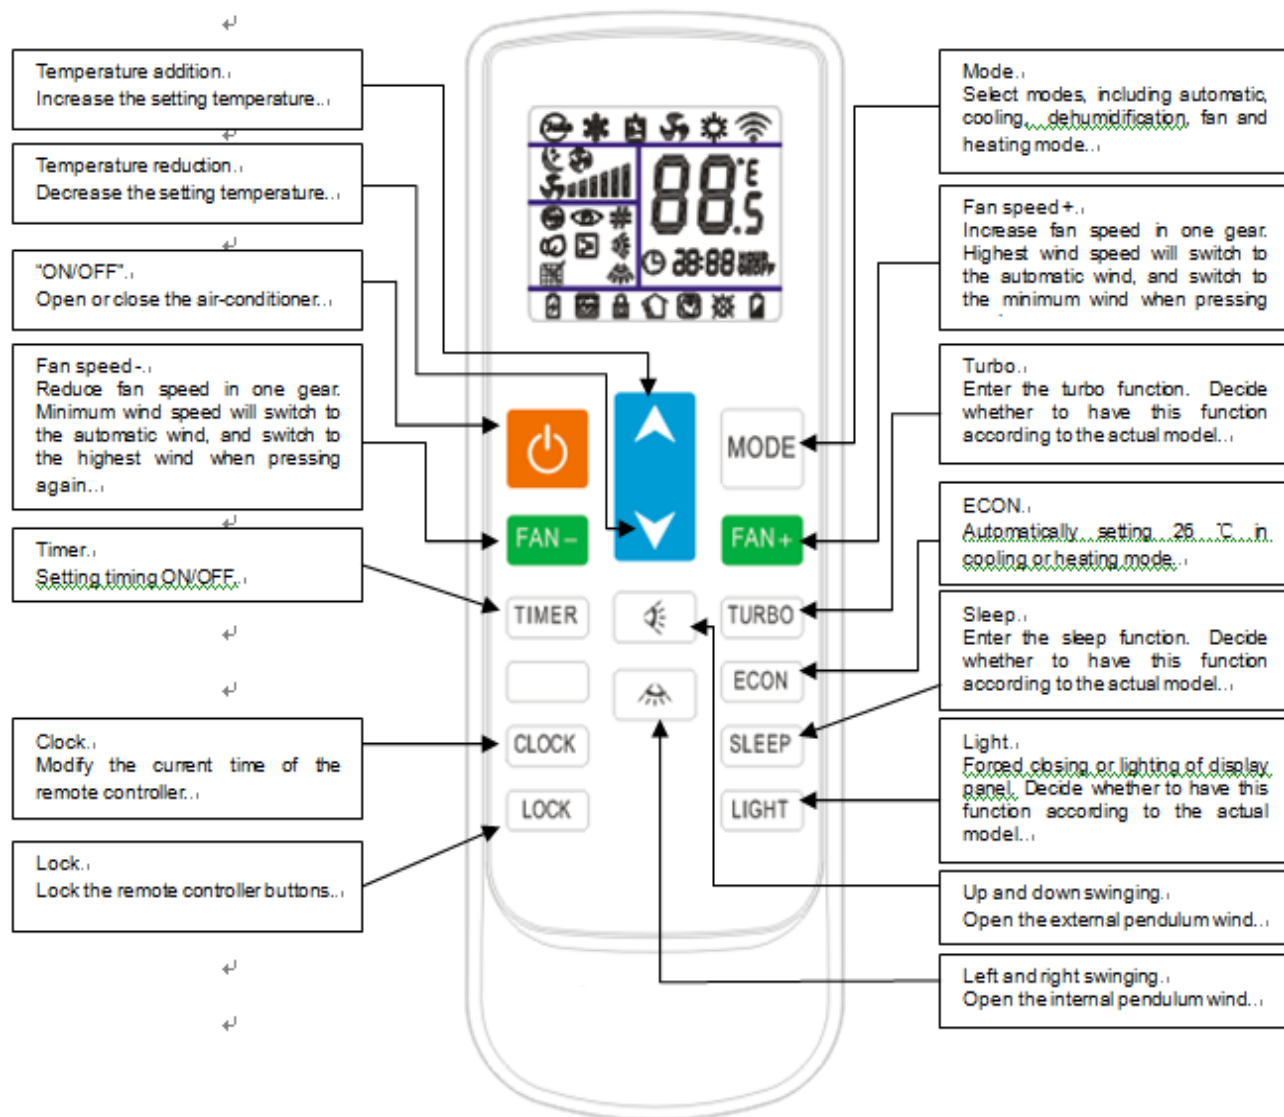 Temperature addition.
Increase the setting temperature..
Temperature reduction.
Decrease the setting temperature..
"ON/OFF".
Open or close the air-conditioner..
Fan speed -.
Reduce fan speed in one gear.
Minimum wind speed will switch to
the automatic wind, and switch to
the highest wind when pressing
again..
Timer.
Setting timing ON/OFF.
Clock.
Modify the current time of the
remote controller..
Lock.
Lock the remote controller buttons..
88.5
°E
88:88
MODE
FAN −
FAN +
TIMER
TURBO
ECON
CLOCK
SLEEP
LOCK
LIGHT
Mode.
Select modes, including automatic,
cooling, dehumidification, fan and
heating mode..
Fan speed +.
Increase fan speed in one gear.
Highest wind speed will switch to
the automatic wind, and switch to
the minimum wind when pressing
Turbo.
Enter the turbo function. Decide
whether to have this function
according to the actual model..
ECON.
Automatically setting 26 ℃ in
cooling or heating mode..
Sleep.
Enter the sleep function. Decide
whether to have this function
according to the actual model..
Light.
Forced closing or lighting of display
panel. Decide whether to have this
function according to the actual
model..
Up and down swinging.
Open the external pendulum wind..
Left and right swinging.
Open the internal pendulum wind..